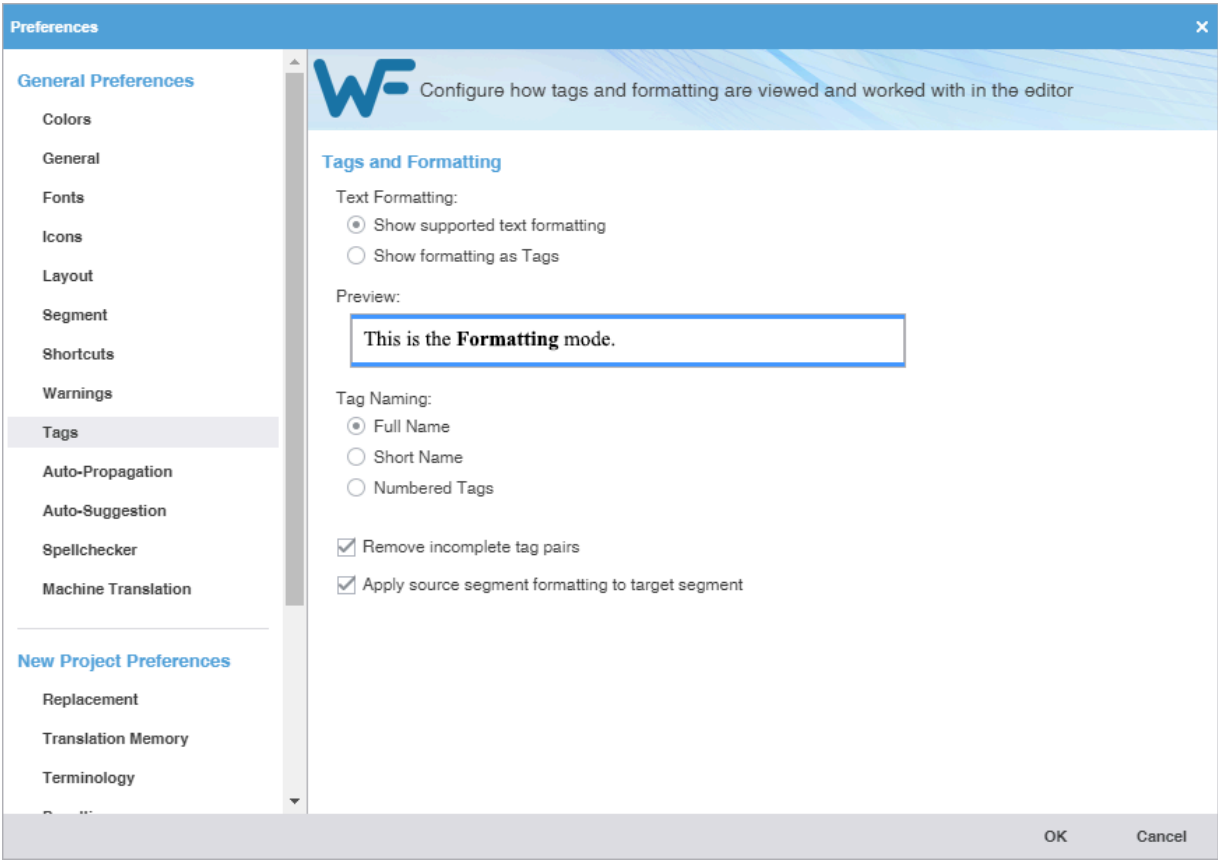 Preferences
General Preferences
Colors
General
Fonts
Icons
Layout
Segment
Shortcuts
Warnings
Tags
Auto-Propagation
Auto-Suggestion
Spellchecker
Machine Translation
New Project Preferences
Replacement
Translation Memory
Terminology
WF
Configure how tags and formatting are viewed and worked with in the editor
Tags and Formatting
Text Formatting:
Show supported text formatting
Show formatting as Tags
Preview:
This is the Formatting mode.
Tag Naming:
Full Name
Short Name
Numbered Tags
Remove incomplete tag pairs
Apply source segment formatting to target segment
OK Cancel